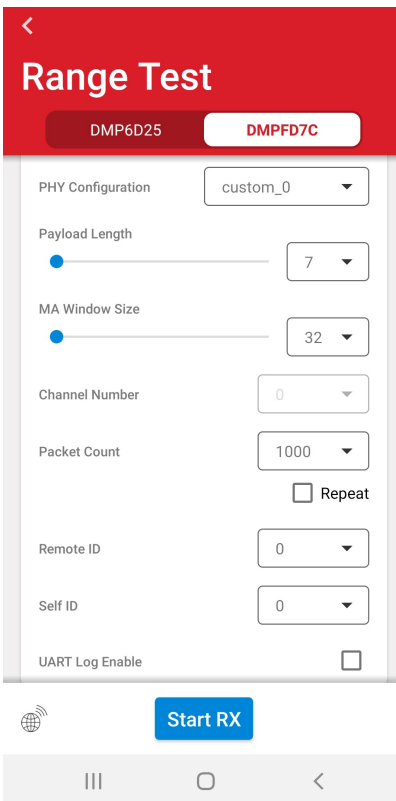 Range Test
DMP6D25 DMPFD7C
PHY Configuration custom_0
Payload Length
7
MA Window Size
32
Channel Number 0
Packet Count 1000
Repeat
Remote ID 0
Self ID 0
UART Log Enable
Start RX